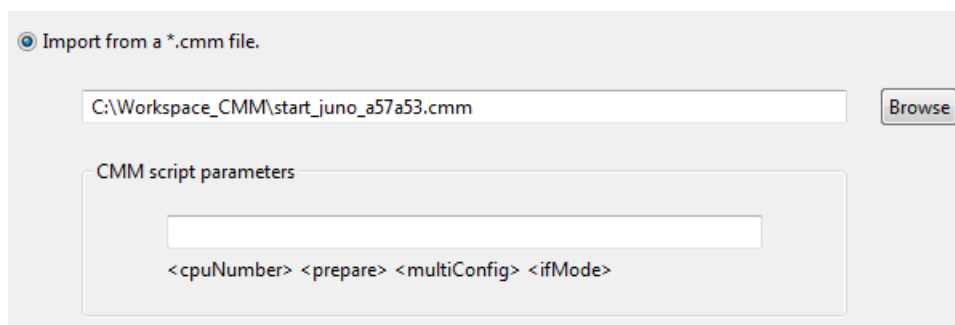 Import from a *.cmm file.
C:\Workspace_CMM\start_juno_a57a53.cmm
Browse
CMM script parameters
<cpuNumber> <prepare> <multiConfig> <ifMode>